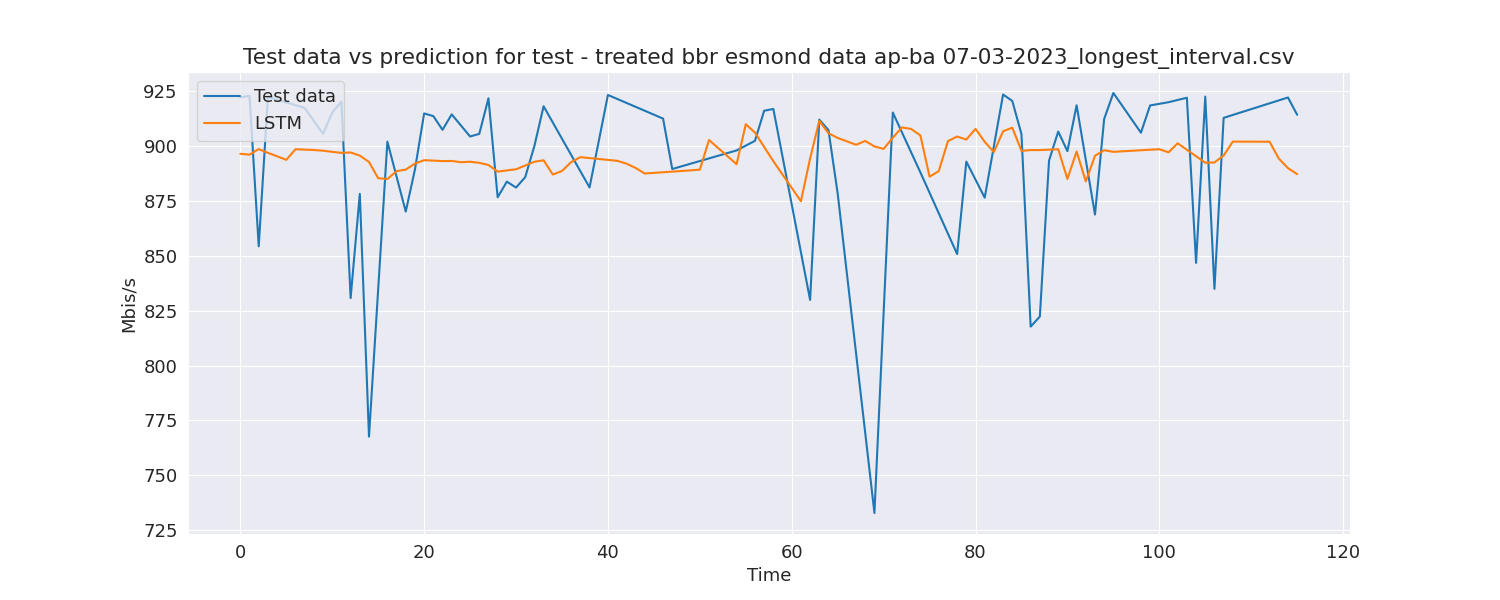 Test data vs prediction for test - treated bbr esmond data ap-ba 07-03-2023_longest_interval.csv
Test data
LSTM
925
900
875
850
825
800
775
750
725
Mbis/s
0 20 40 60 80 100 120
Time